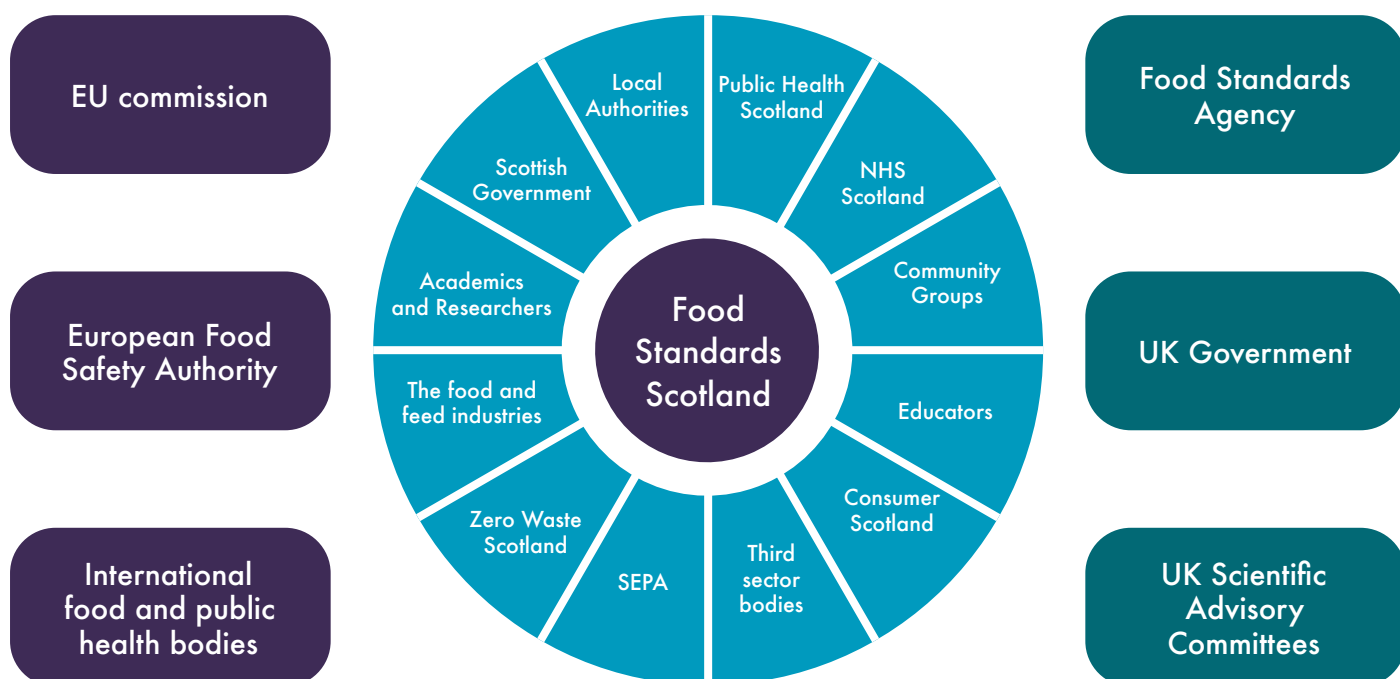 EU commission
European Food
Safety Authority
International
food and public
health bodies
Local
Authorities
Public Health
Scotland
NHS
Scotland
Community
Groups
Educators
Consumer
Scotland
Third
sector
bodies
SEPA
Zero Waste
Scotland
The food and
feed industries
Academics
and Researchers
Scottish
Government
Food
Standards
Scotland
Food Standards
Agency
UK Government
UK Scientific
Advisory
Committees